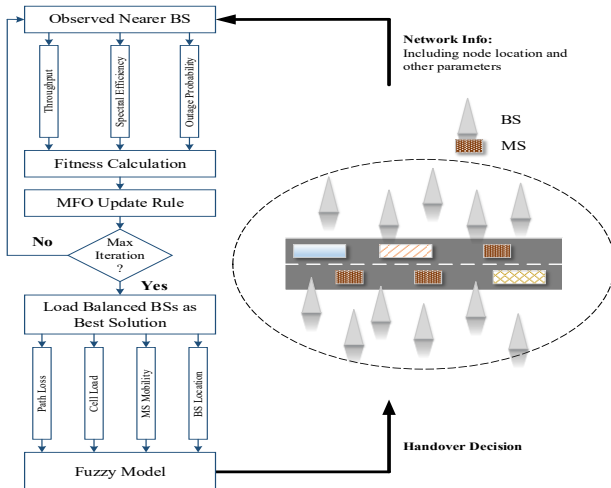 Observed Nearer BS
Throughput
Spectral Efficiency
Outage Probability
Fitness Calculation
MFO Update Rule
No
Max
Iteration
?
Yes
Load Balanced BSs as
Best Solution
Path Loss
Cell Load
MS Mobility
BS Location
Fuzzy Model
Network Info:
Including node location and
other parameters
BS
MS
Handover Decision